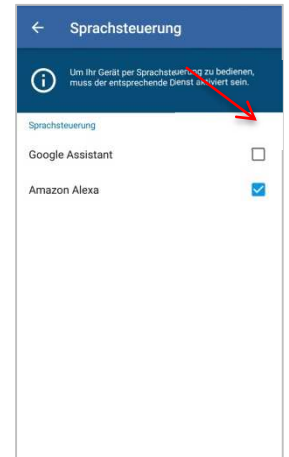 Sprachsteuerung
Um Ihr Gerät per Sprachsteuerung zu bedienen,
muss der entsprechende Dienst aktiviert sein.
Sprachsteuerung
Google Assistant
Amazon Alexa